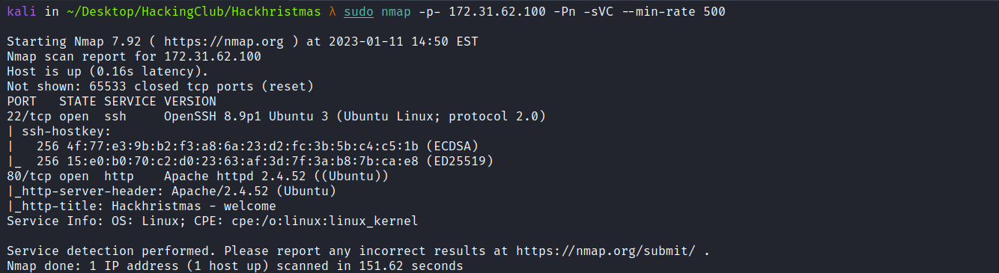 kali in ~/Desktop/HackingClub/Hackhristmas λ sudo nmap -p- 172.31.62.100 -Pn -sVC --min-rate 500
Starting Nmap 7.92 ( https://nmap.org ) at 2023-01-11 14:50 EST
Nmap scan report for 172.31.62.100
Host is up (0.16s latency).
Not shown: 65533 closed tcp ports (reset)
PORT   STATE SERVICE VERSION
22/tcp open  ssh     OpenSSH 8.9p1 Ubuntu 3 (Ubuntu Linux; protocol 2.0)
| ssh-hostkey:
|   256 4f:77:e3:9b:b2:f3:a8:6a:23:d2:fc:3b:5b:c4:c5:1b (ECDSA)
|_  256 15:e0:b0:70:c2:d0:23:63:af:3d:7f:3a:b8:7b:ca:e8 (ED25519)
80/tcp open  http    Apache httpd 2.4.52 ((Ubuntu))
|_http-server-header: Apache/2.4.52 (Ubuntu)
|_http-title: Hackhristmas - welcome
Service Info: OS: Linux; CPE: cpe:/o:linux:linux_kernel
Service detection performed. Please report any incorrect results at https://nmap.org/submit/ .
Nmap done: 1 IP address (1 host up) scanned in 151.62 seconds